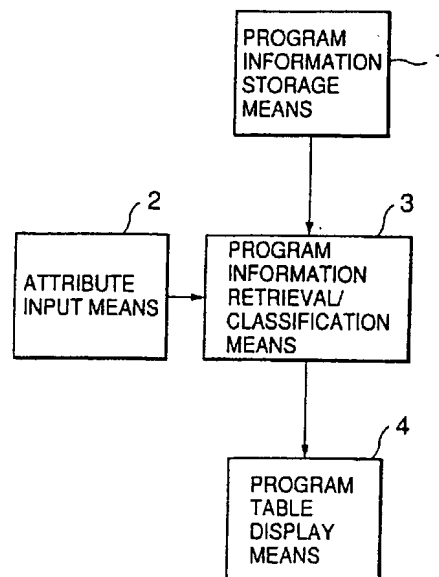 PROGRAM
INFORMATION
STORAGE
MEANS
2
ATTRIBUTE
INPUT MEANS
3
PROGRAM
INFORMATION
RETRIEVAL/
CLASSIFICATION
MEANS
4
PROGRAM
TABLE
DISPLAY
MEANS